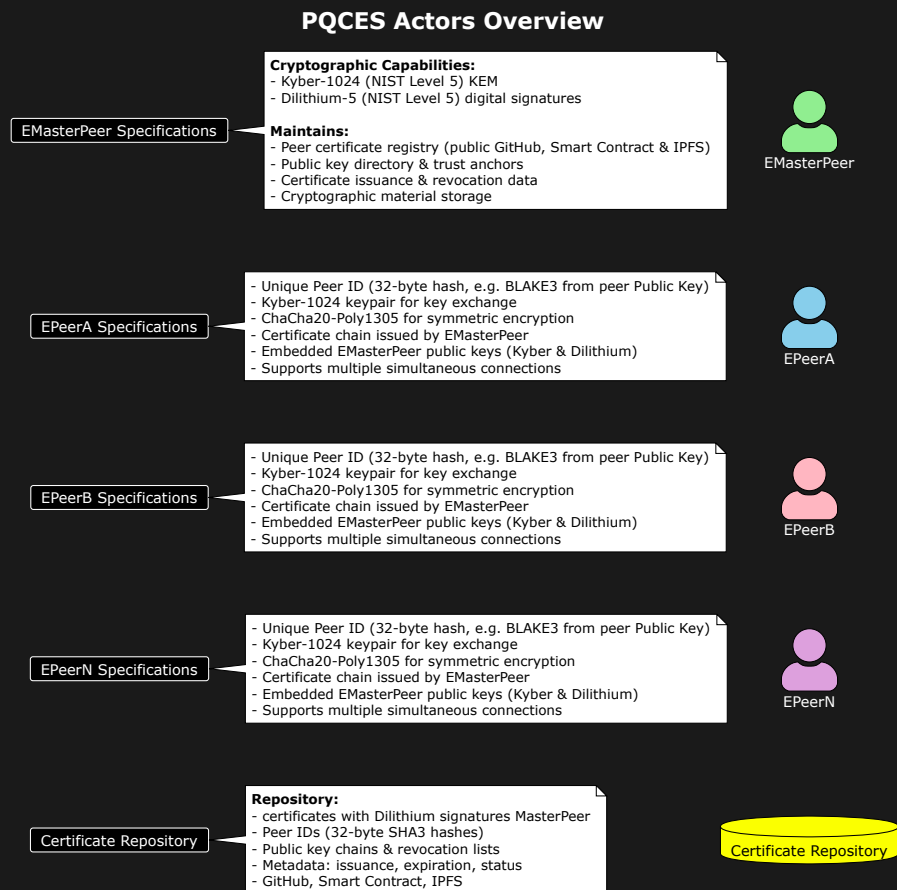 PQCES Actors Overview
Cryptographic Capabilities:
- Kyber-1024 (NIST Level 5) KEM
- Dilithium-5 (NIST Level 5) digital signatures
Maintains:
- Peer certificate registry (public GitHub, Smart Contract & IPFS)
- Public key directory & trust anchors
- Certificate issuance & revocation data
- Cryptographic material storage
EMasterPeer Specifications
EMasterPeer
- Unique Peer ID (32-byte hash, e.g. BLAKE3 from peer Public Key)
- Kyber-1024 keypair for key exchange
- ChaCha20-Poly1305 for symmetric encryption
- Certificate chain issued by EMasterPeer
- Embedded EMasterPeer public keys (Kyber & Dilithium)
- Supports multiple simultaneous connections
EPeerA Specifications
EPeerA
- Unique Peer ID (32-byte hash, e.g. BLAKE3 from peer Public Key)
- Kyber-1024 keypair for key exchange
- ChaCha20-Poly1305 for symmetric encryption
- Certificate chain issued by EMasterPeer
- Embedded EMasterPeer public keys (Kyber & Dilithium)
- Supports multiple simultaneous connections
EPeerB Specifications
EPeerB
- Unique Peer ID (32-byte hash, e.g. BLAKE3 from peer Public Key)
- Kyber-1024 keypair for key exchange
- ChaCha20-Poly1305 for symmetric encryption
- Certificate chain issued by EMasterPeer
- Embedded EMasterPeer public keys (Kyber & Dilithium)
- Supports multiple simultaneous connections
EPeerN Specifications
EPeerN
Repository:
- certificates with Dilithium signatures MasterPeer
- Peer IDs (32-byte SHA3 hashes)
- Public key chains & revocation lists
- Metadata: issuance, expiration, status
- GitHub, Smart Contract, IPFS
Certificate Repository
Certificate Repository